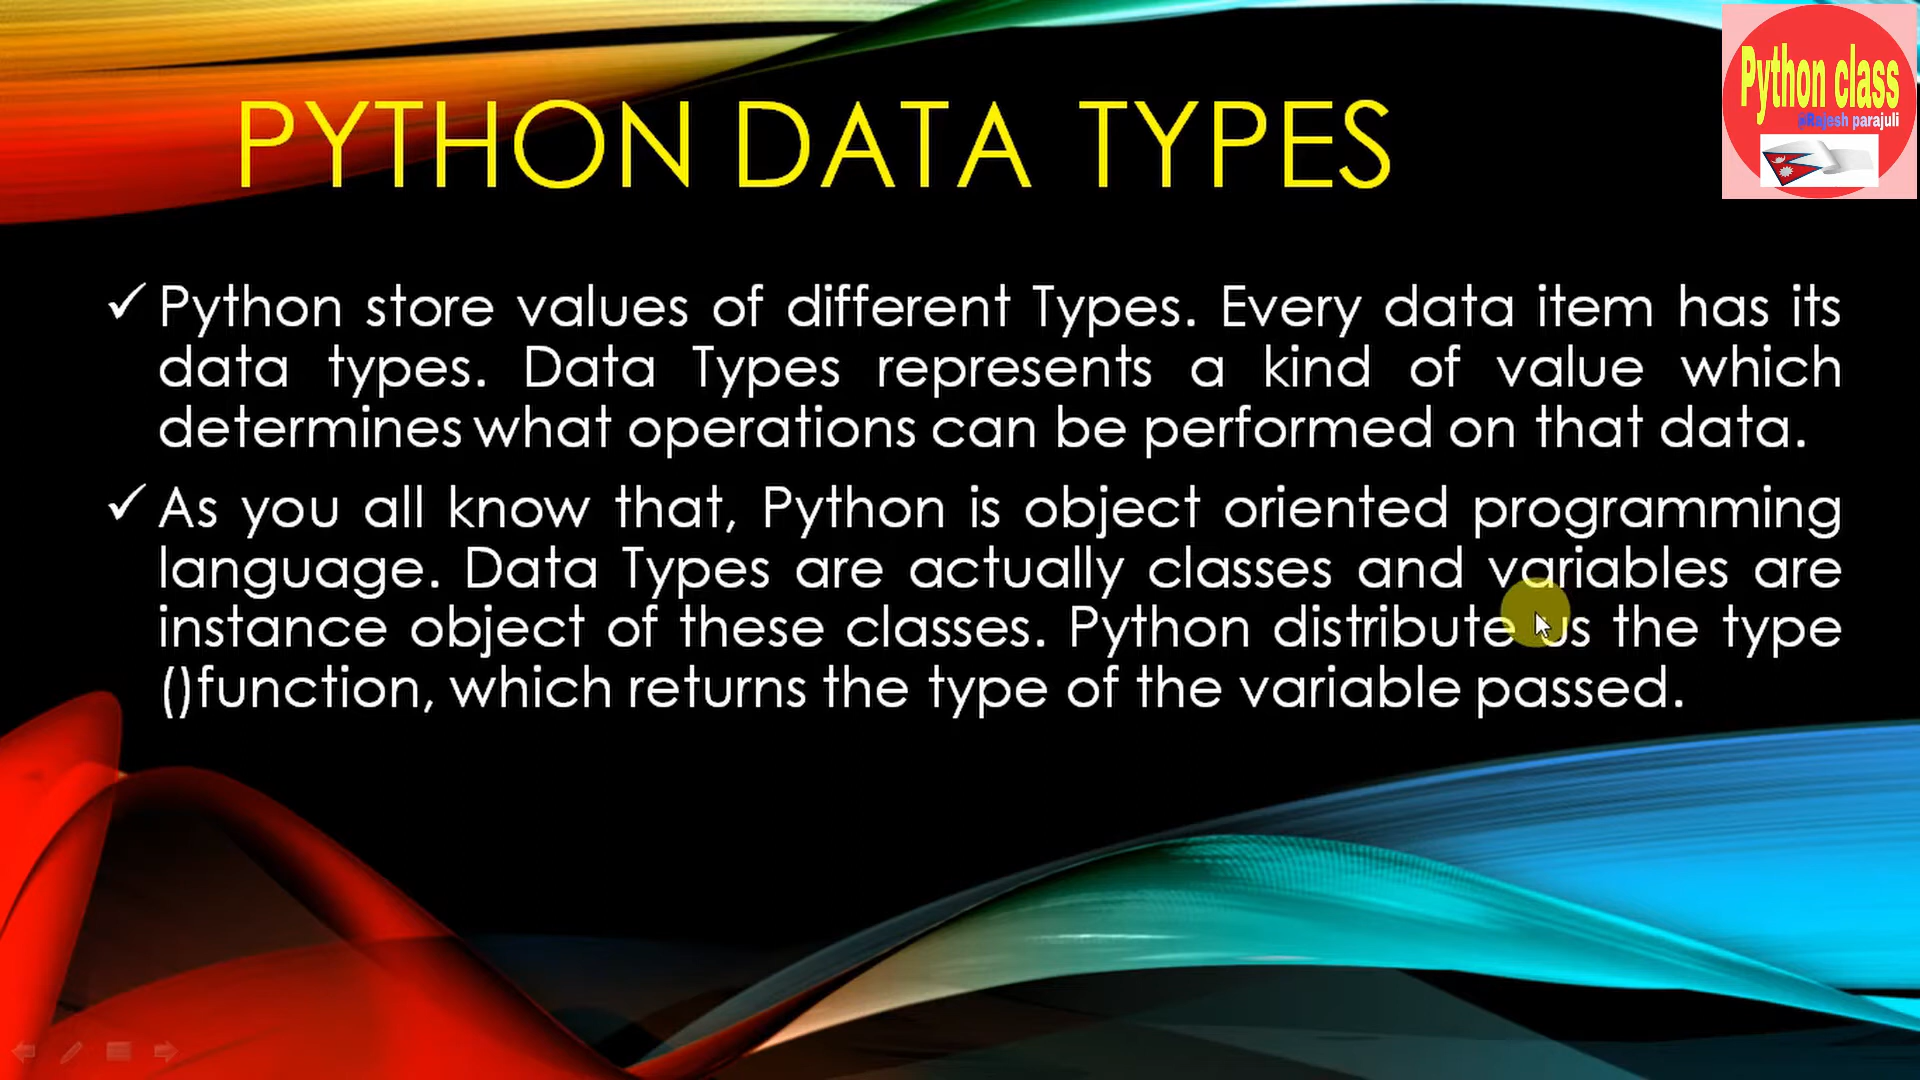 Python class
@Rajesh parajuli
PYTHON DATA TYPES
✓ Python store values of different Types. Every data item has its
data types. Data Types represents a kind of value which
determines what operations can be performed on that data.
✓ As you all know that, Python is object oriented programming
language. Data Types are actually classes and variables are
instance object of these classes. Python distribute us the type
()function, which returns the type of the variable passed.